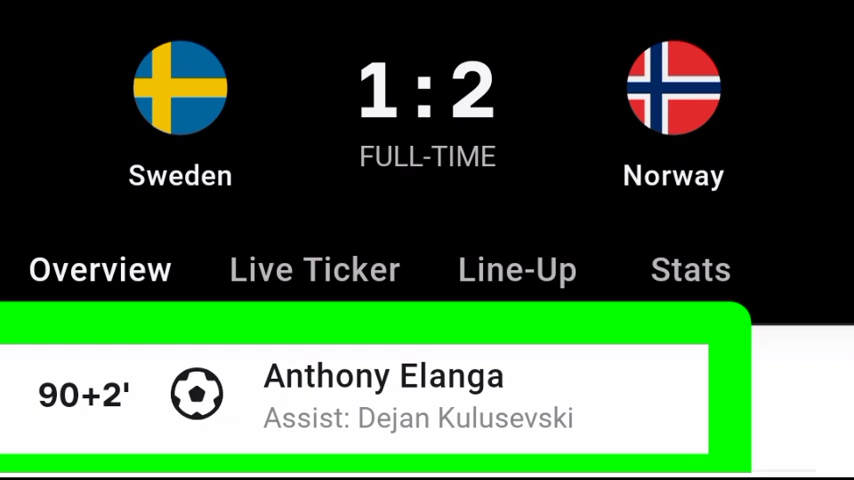 1:2
FULL-TIME
Sweden
Norway
Overview Live Ticker Line-Up Stats
90+2' Anthony Elanga
Assist: Dejan Kulusevski